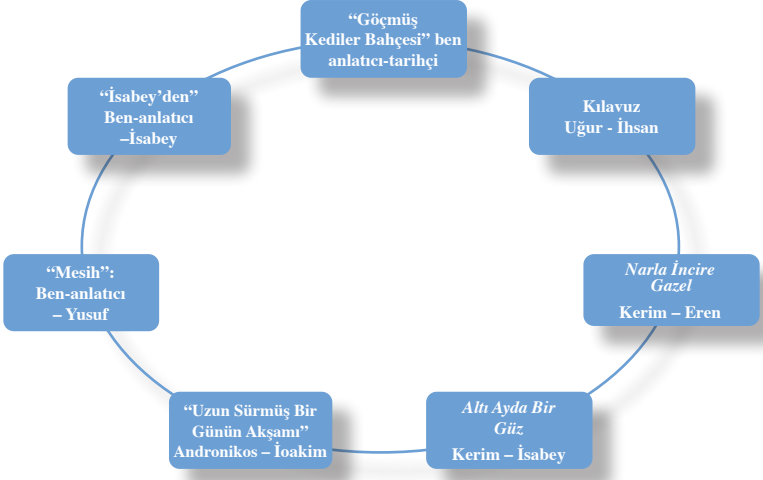 “Göçmüş
Kediler Bahçesi” ben
anlatıcı-tarihçi
Kılavuz
Uğur - İhsan
Narla İncire
Gazel
Kerim – Eren
Altı Ayda Bir
Güz
Kerim – İsabey
“Uzun Sürmüş Bir
Günün Akşamı”
Andronikos – İoakim
“Mesih”:
Ben-anlatıcı
– Yusuf
“İsabey’den”
Ben-anlatıcı
–İsabey